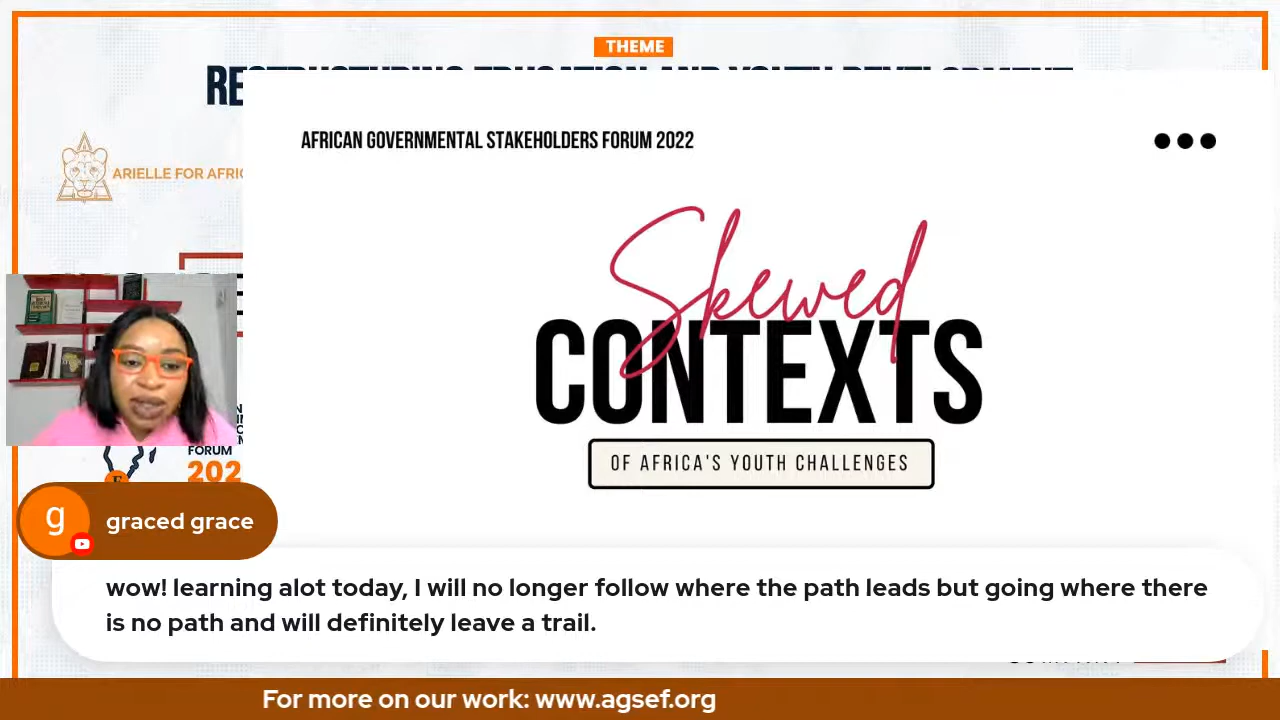 THEME
AFRICAN GOVERNMENTAL STAKEHOLDERS FORUM 2022
ARIELLE FOR AFRIC
Skewed
CONTEXTS
OF AFRICA'S YOUTH CHALLENGES
FORUM
202
g
graced grace
wow! learning alot today, I will no longer follow where the path leads but going where there
is no path and will definitely leave a trail.
For more on our work: www.agsef.org